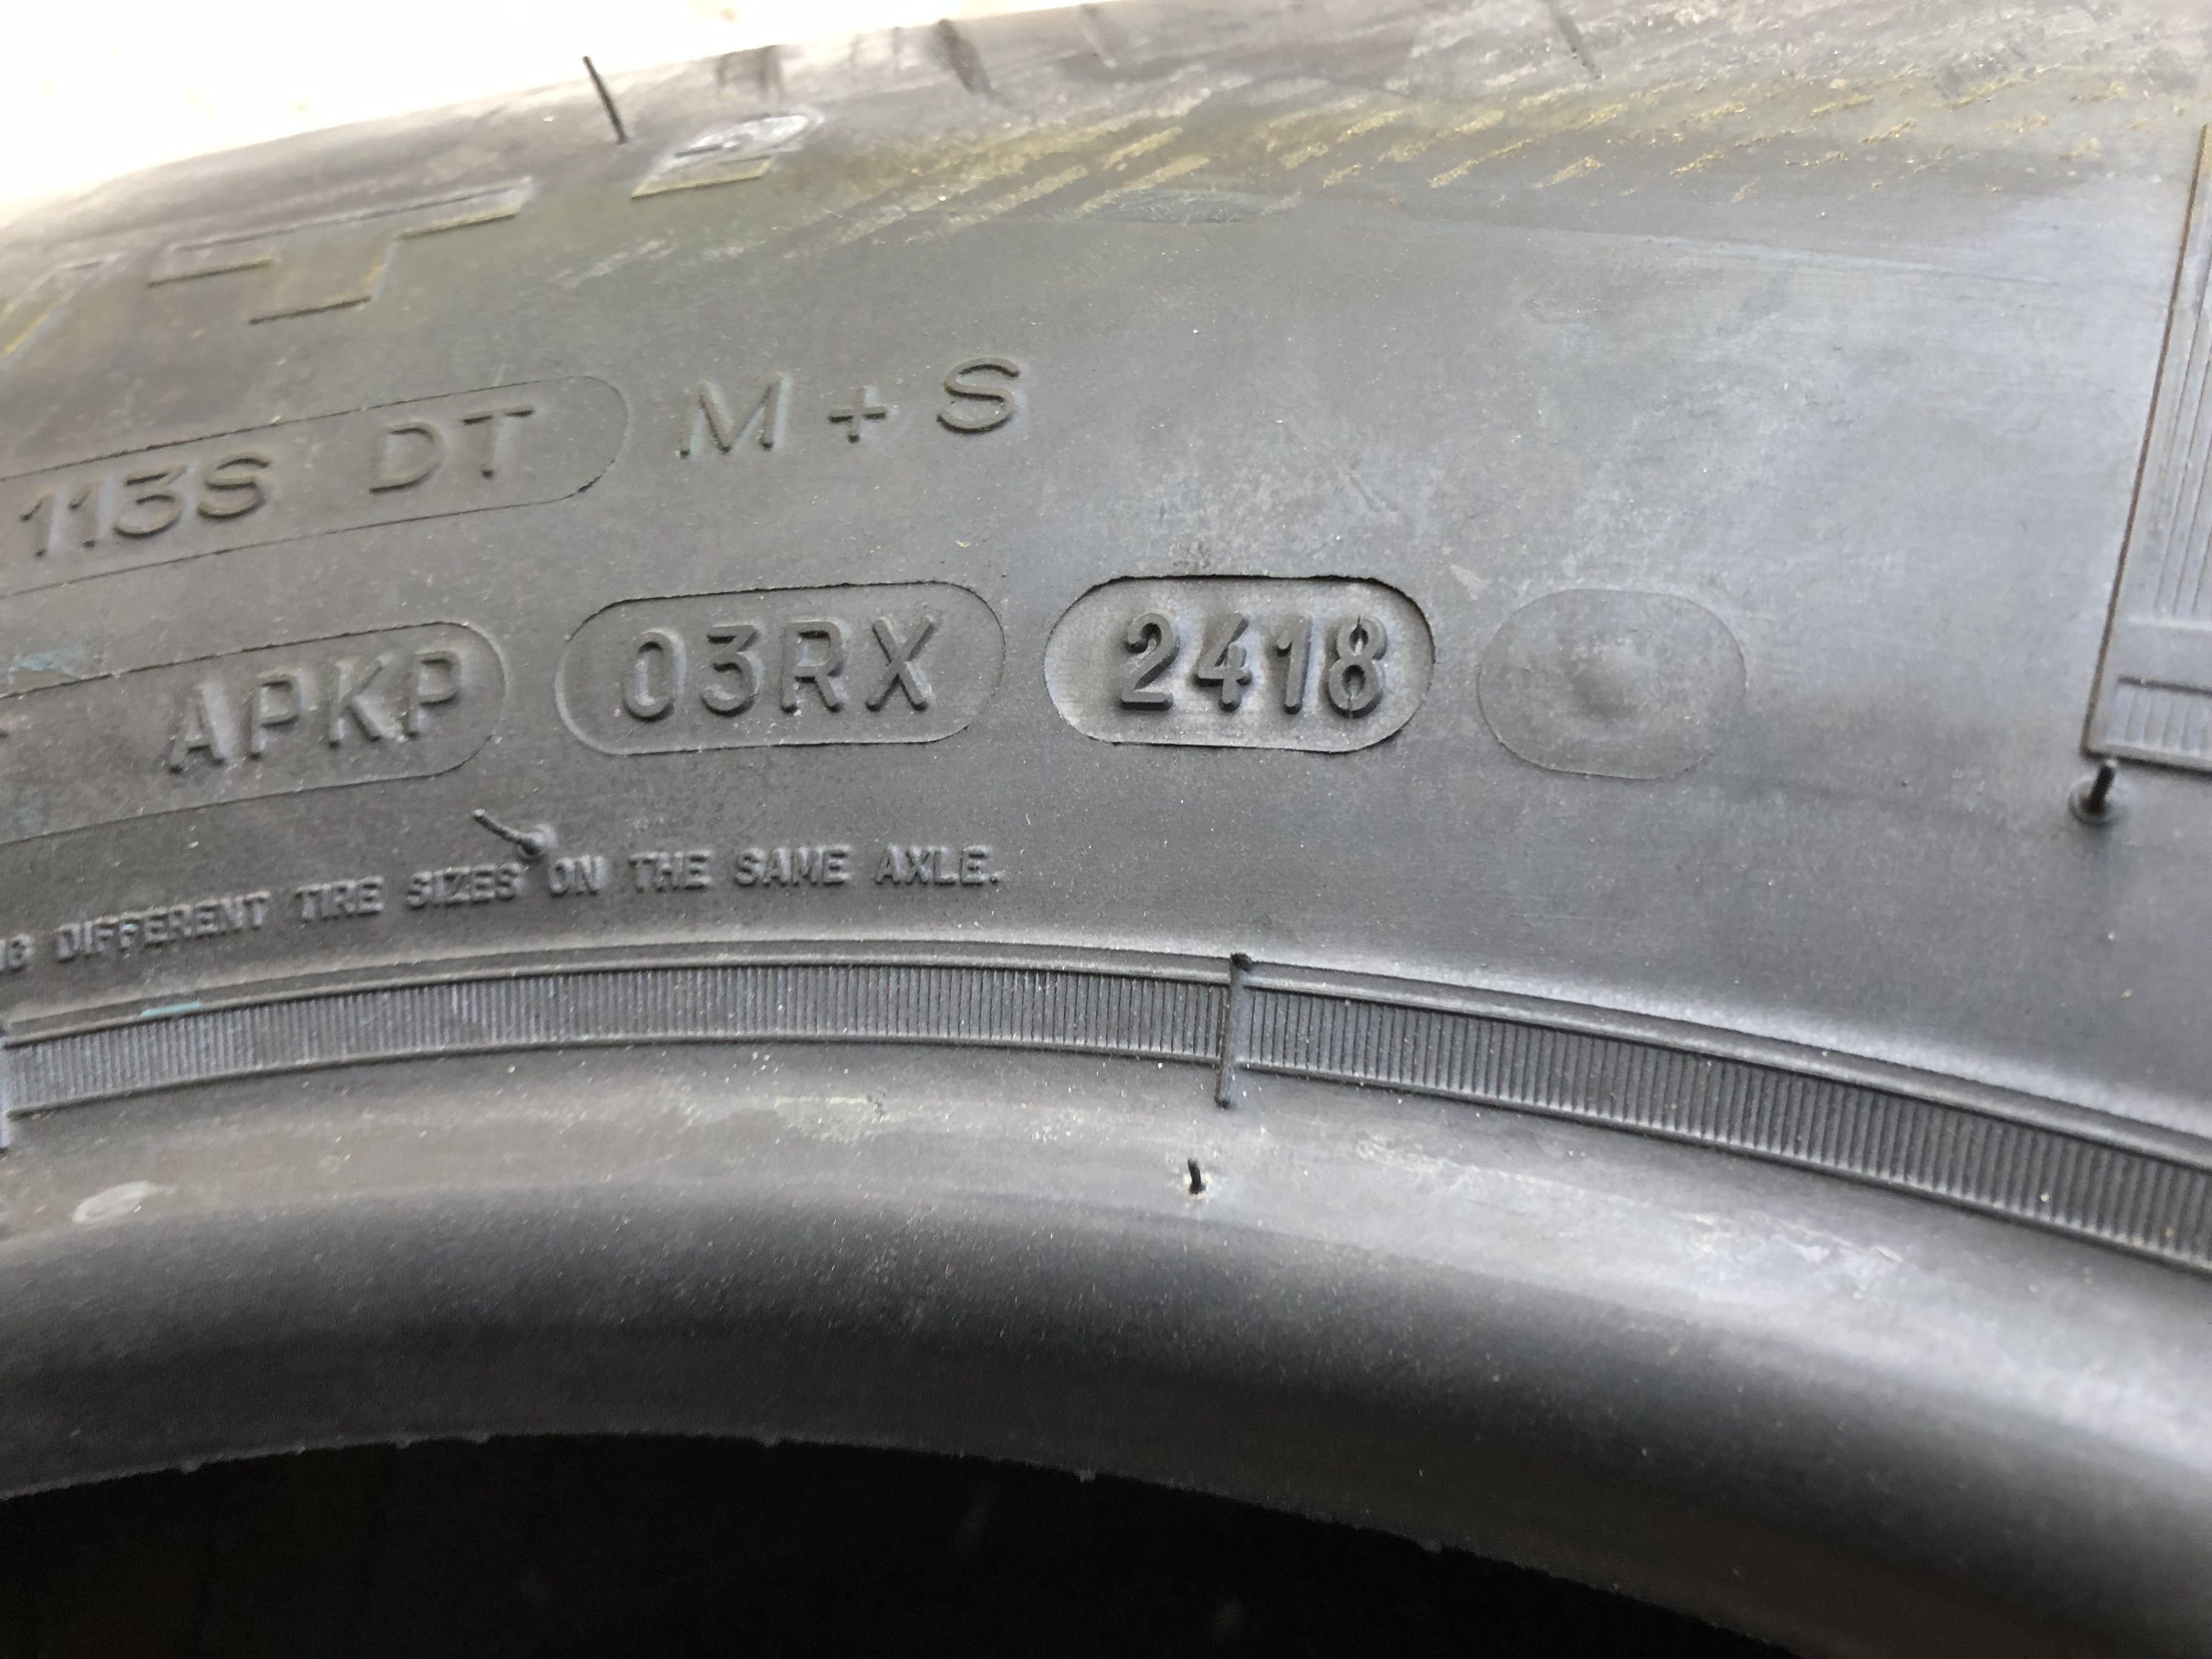 113S DT M + S
APKP 03RX 2418
DIFFERENT TIRE SIZES ON THE SAME AXLE.